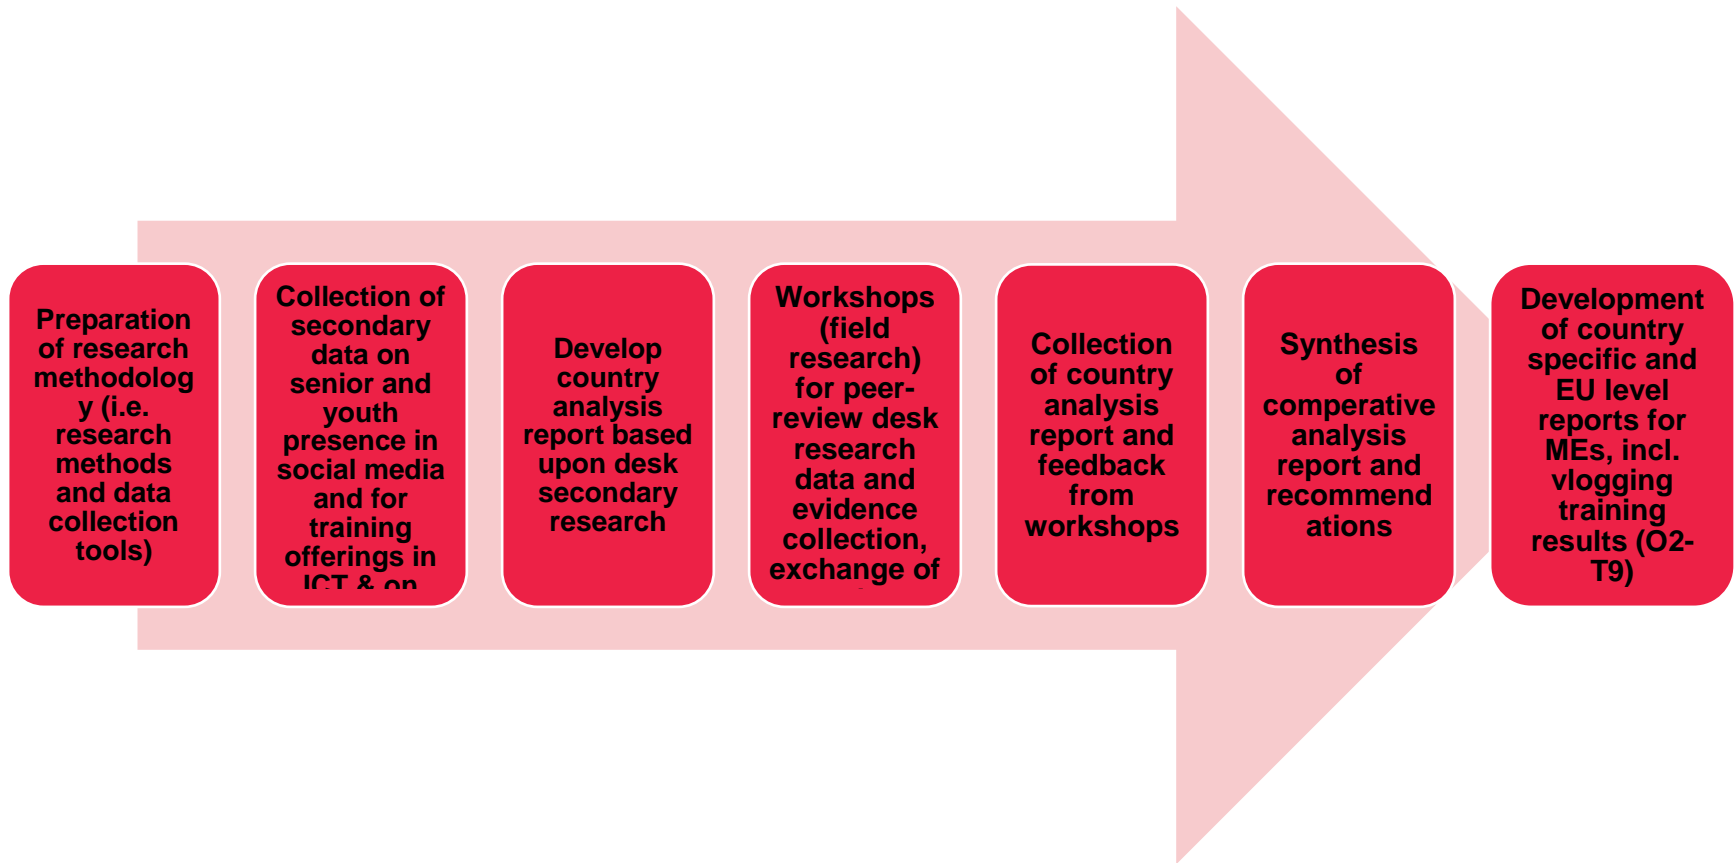 Preparation
of research
methodolog
y (i.e.
research
methods
and data
collection
tools)
Collection of
secondary
data on
senior and
youth
presence in
social media
and for
training
offerings in
ICT & on
Develop
country
analysis
report based
upon desk
secondary
research
Workshops
(field
research)
for peer-
review desk
research
data and
evidence
collection,
exchange of
Collection
of country
analysis
report and
feedback
from
workshops
Synthesis
of
comperative
analysis
report and
recommend
ations
Development
of country
specific and
EU level
reports for
MEs, incl.
vlogging
training
results (O2-
T9)